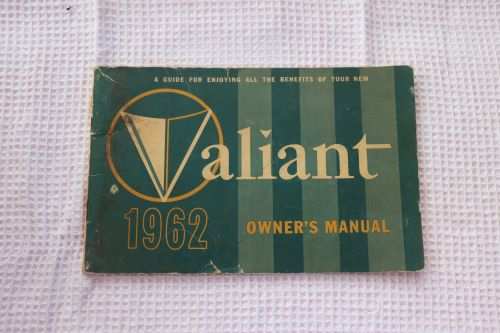 A GUIDE FOR ENJOYING ALL THE BENEFITS OF YOUR NEW
Valiant
1962
OWNER'S MANUAL